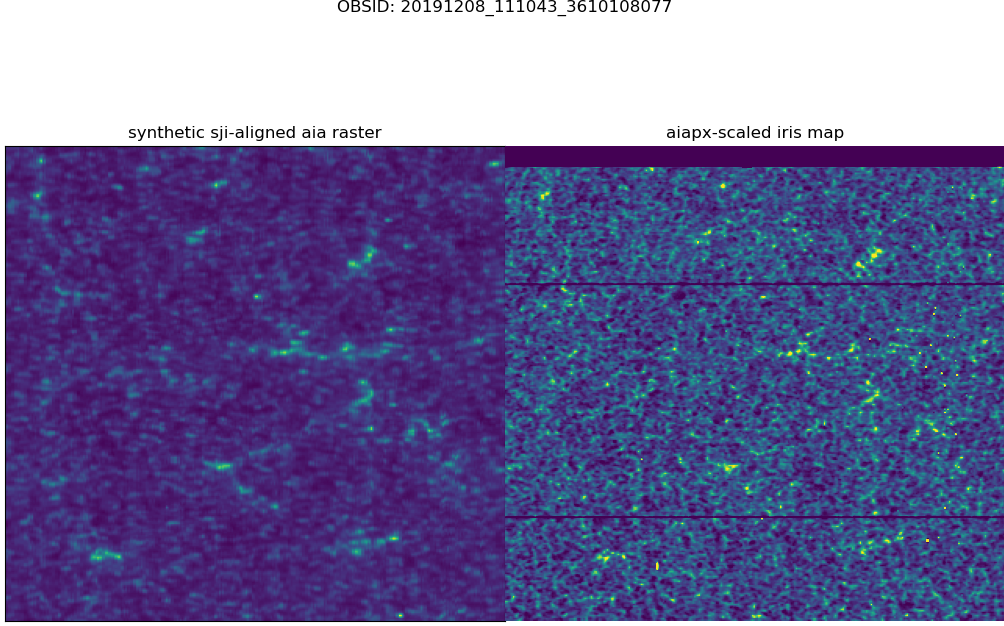 OBSID: 20191208_111043_3610108077
synthetic sji-aligned aia raster
aiapx-scaled iris map